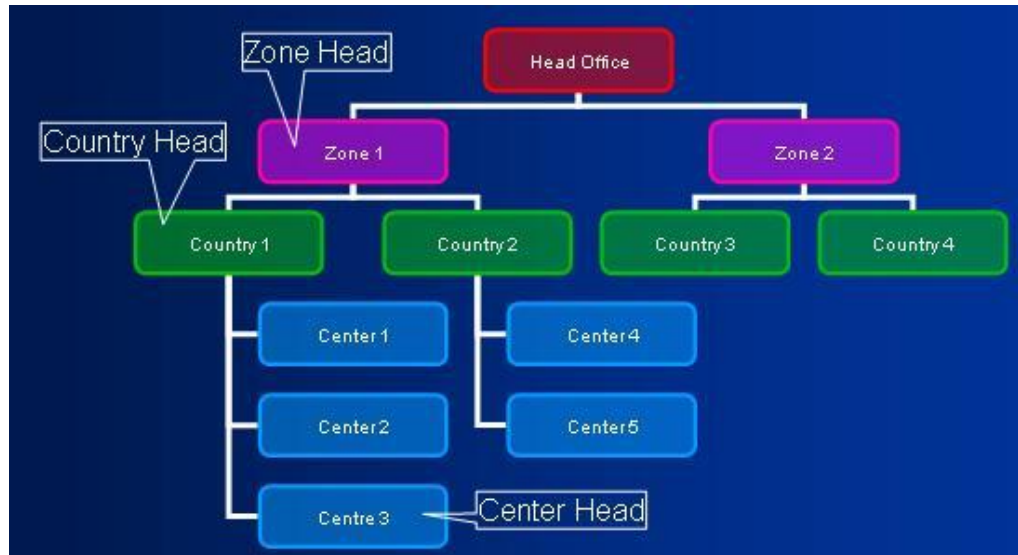 Zone Head
Head Office
Country Head
Zone 1
Zone 2
Country 1
Country 2
Country 3
Country 4
Center 1
Center 4
Center 2
Center 5
Centre 3
Center Head